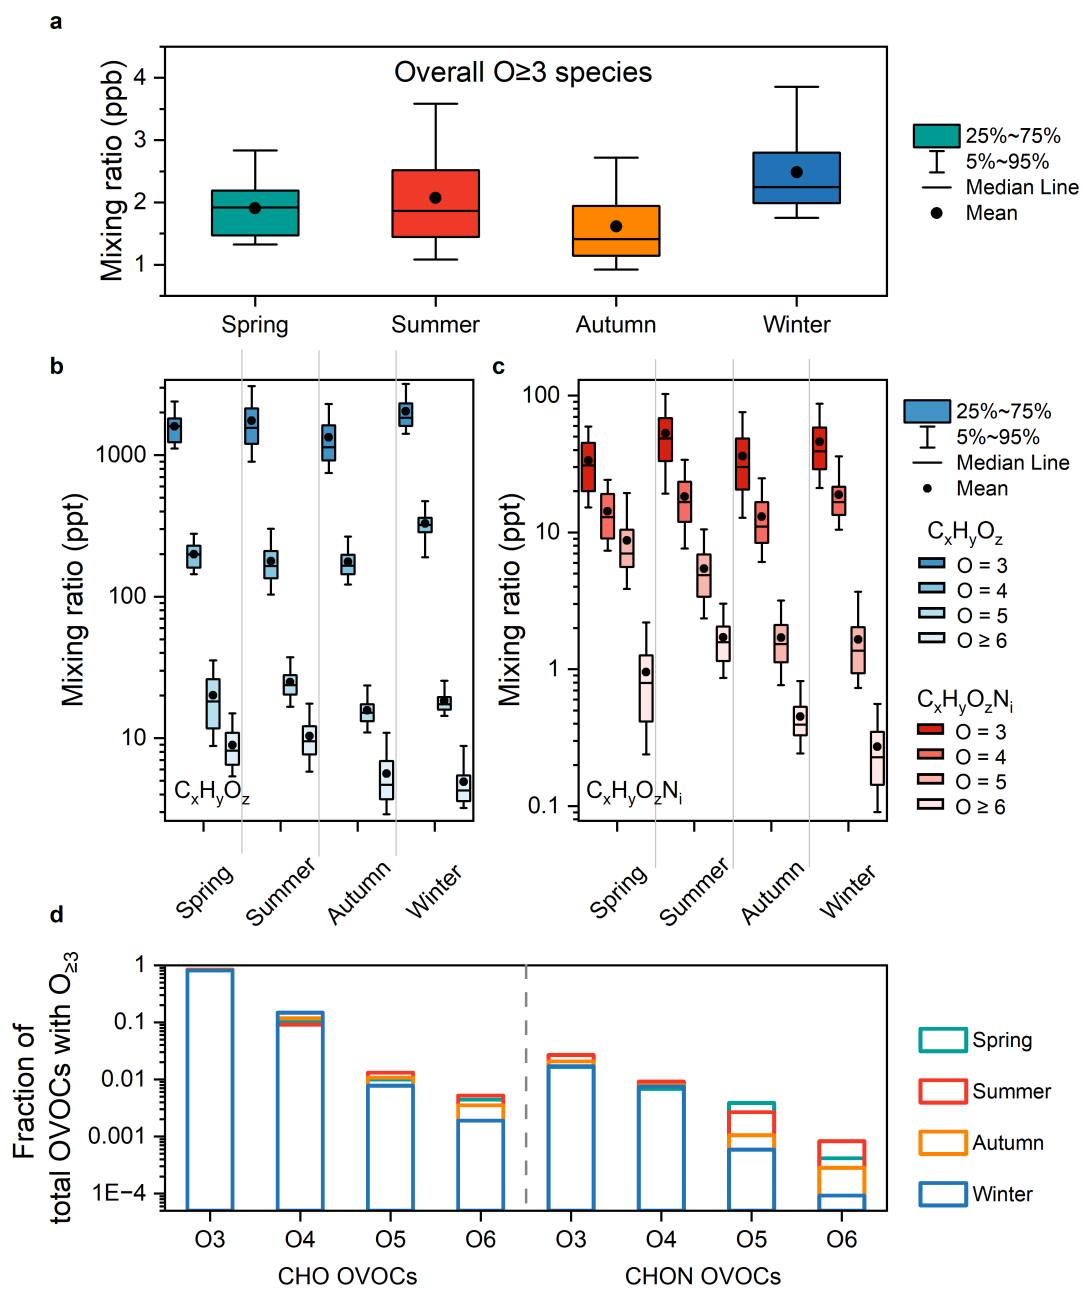 a
Overall O≥3 species
Mixing ratio (ppb)
4
3
2
1
Spring
Summer
Autumn
Winter
25%~75%
5%~95%
Median Line
Mean
b
Mixing ratio (ppt)
1000
100
10
CxHyOz
Spring
Summer
Autumn
Winter
c
Mixing ratio (ppt)
100
10
1
0.1
CxHyOzNi
Spring
Summer
Autumn
Winter
25%~75%
5%~95%
Median Line
Mean
CxHyOz
O = 3
O = 4
O = 5
O ≥ 6
CxHyOzNi
O = 3
O = 4
O = 5
O ≥ 6
d
Fraction of
total OVOCs with O≥3
1
0.1
0.01
0.001
1E−4
O3
O4
O5
O6
O3
O4
O5
O6
CHO OVOCs
CHON OVOCs
Spring
Summer
Autumn
Winter